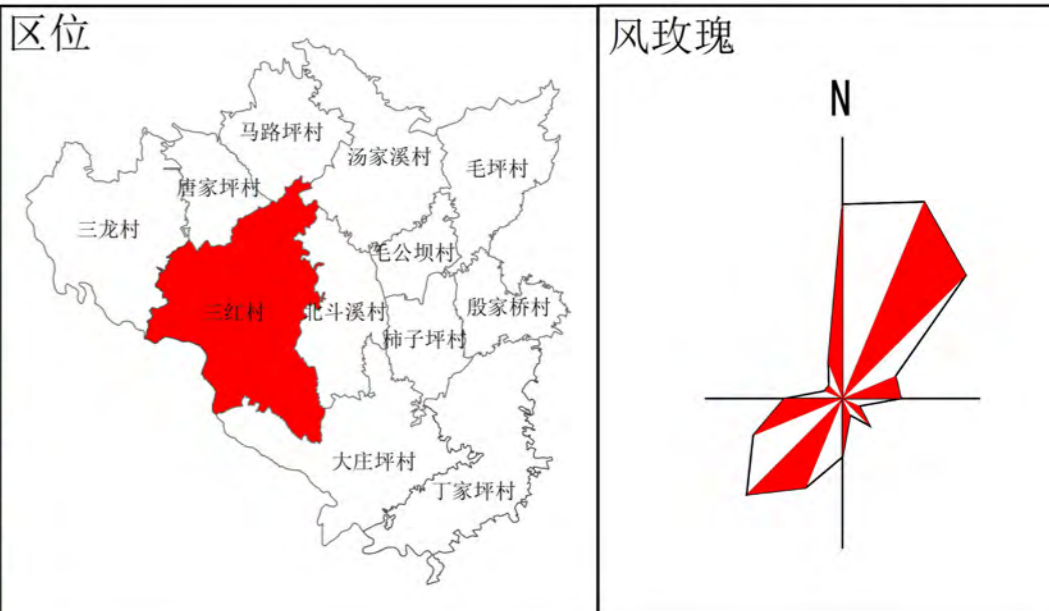 区位
风玫瑰
N
马路坪村
汤家溪村
毛坪村
唐家坪村
三龙村
毛公坝村
三红村
北斗溪村
殷家桥村
柿子坪村
大庄坪村
丁家坪村